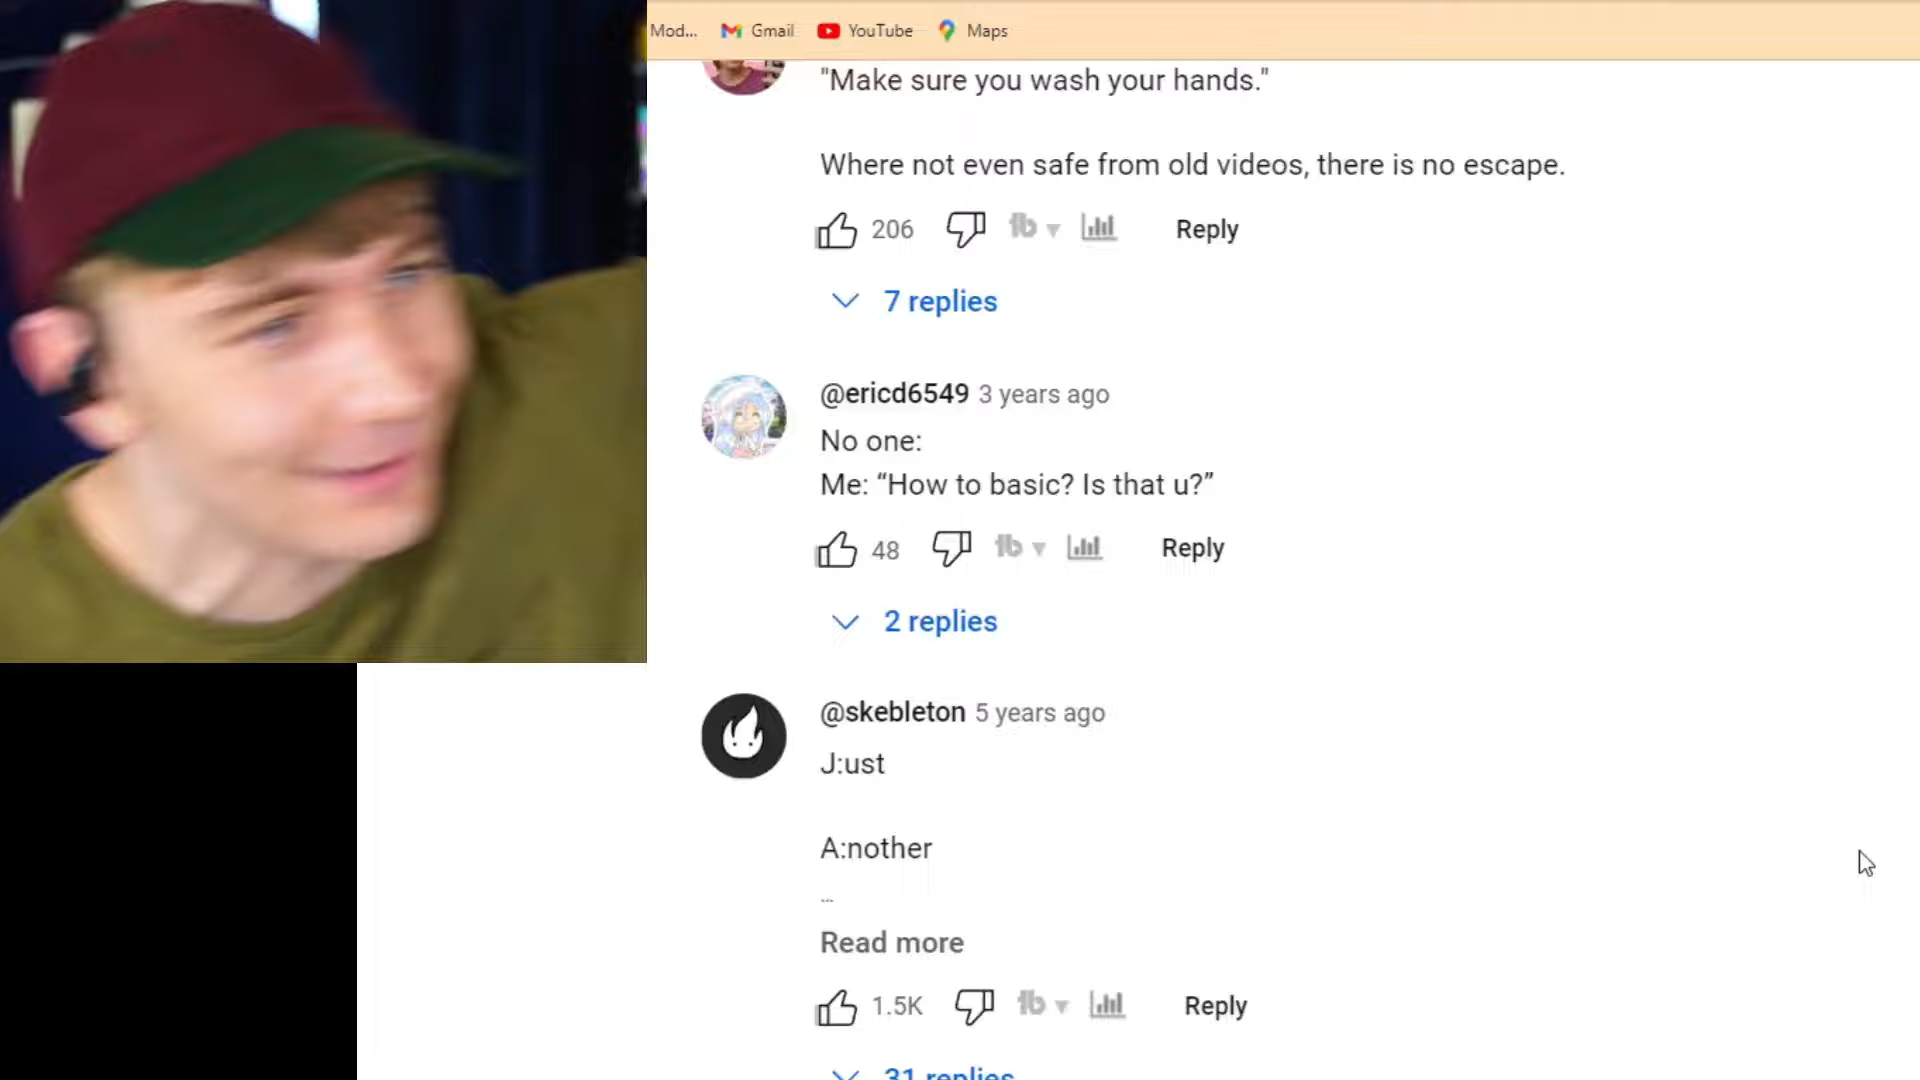 Mod...
Gmail
YouTube
Maps
"Make sure you wash your hands."
Where not even safe from old videos, there is no escape.
206
Reply
7 replies
@ericd6549 3 years ago
No one:
Me: “How to basic? Is that u?”
48
Reply
2 replies
@skebleton 5 years ago
J:ust
A:nother
...
Read more
1.5K
Reply
31 replies